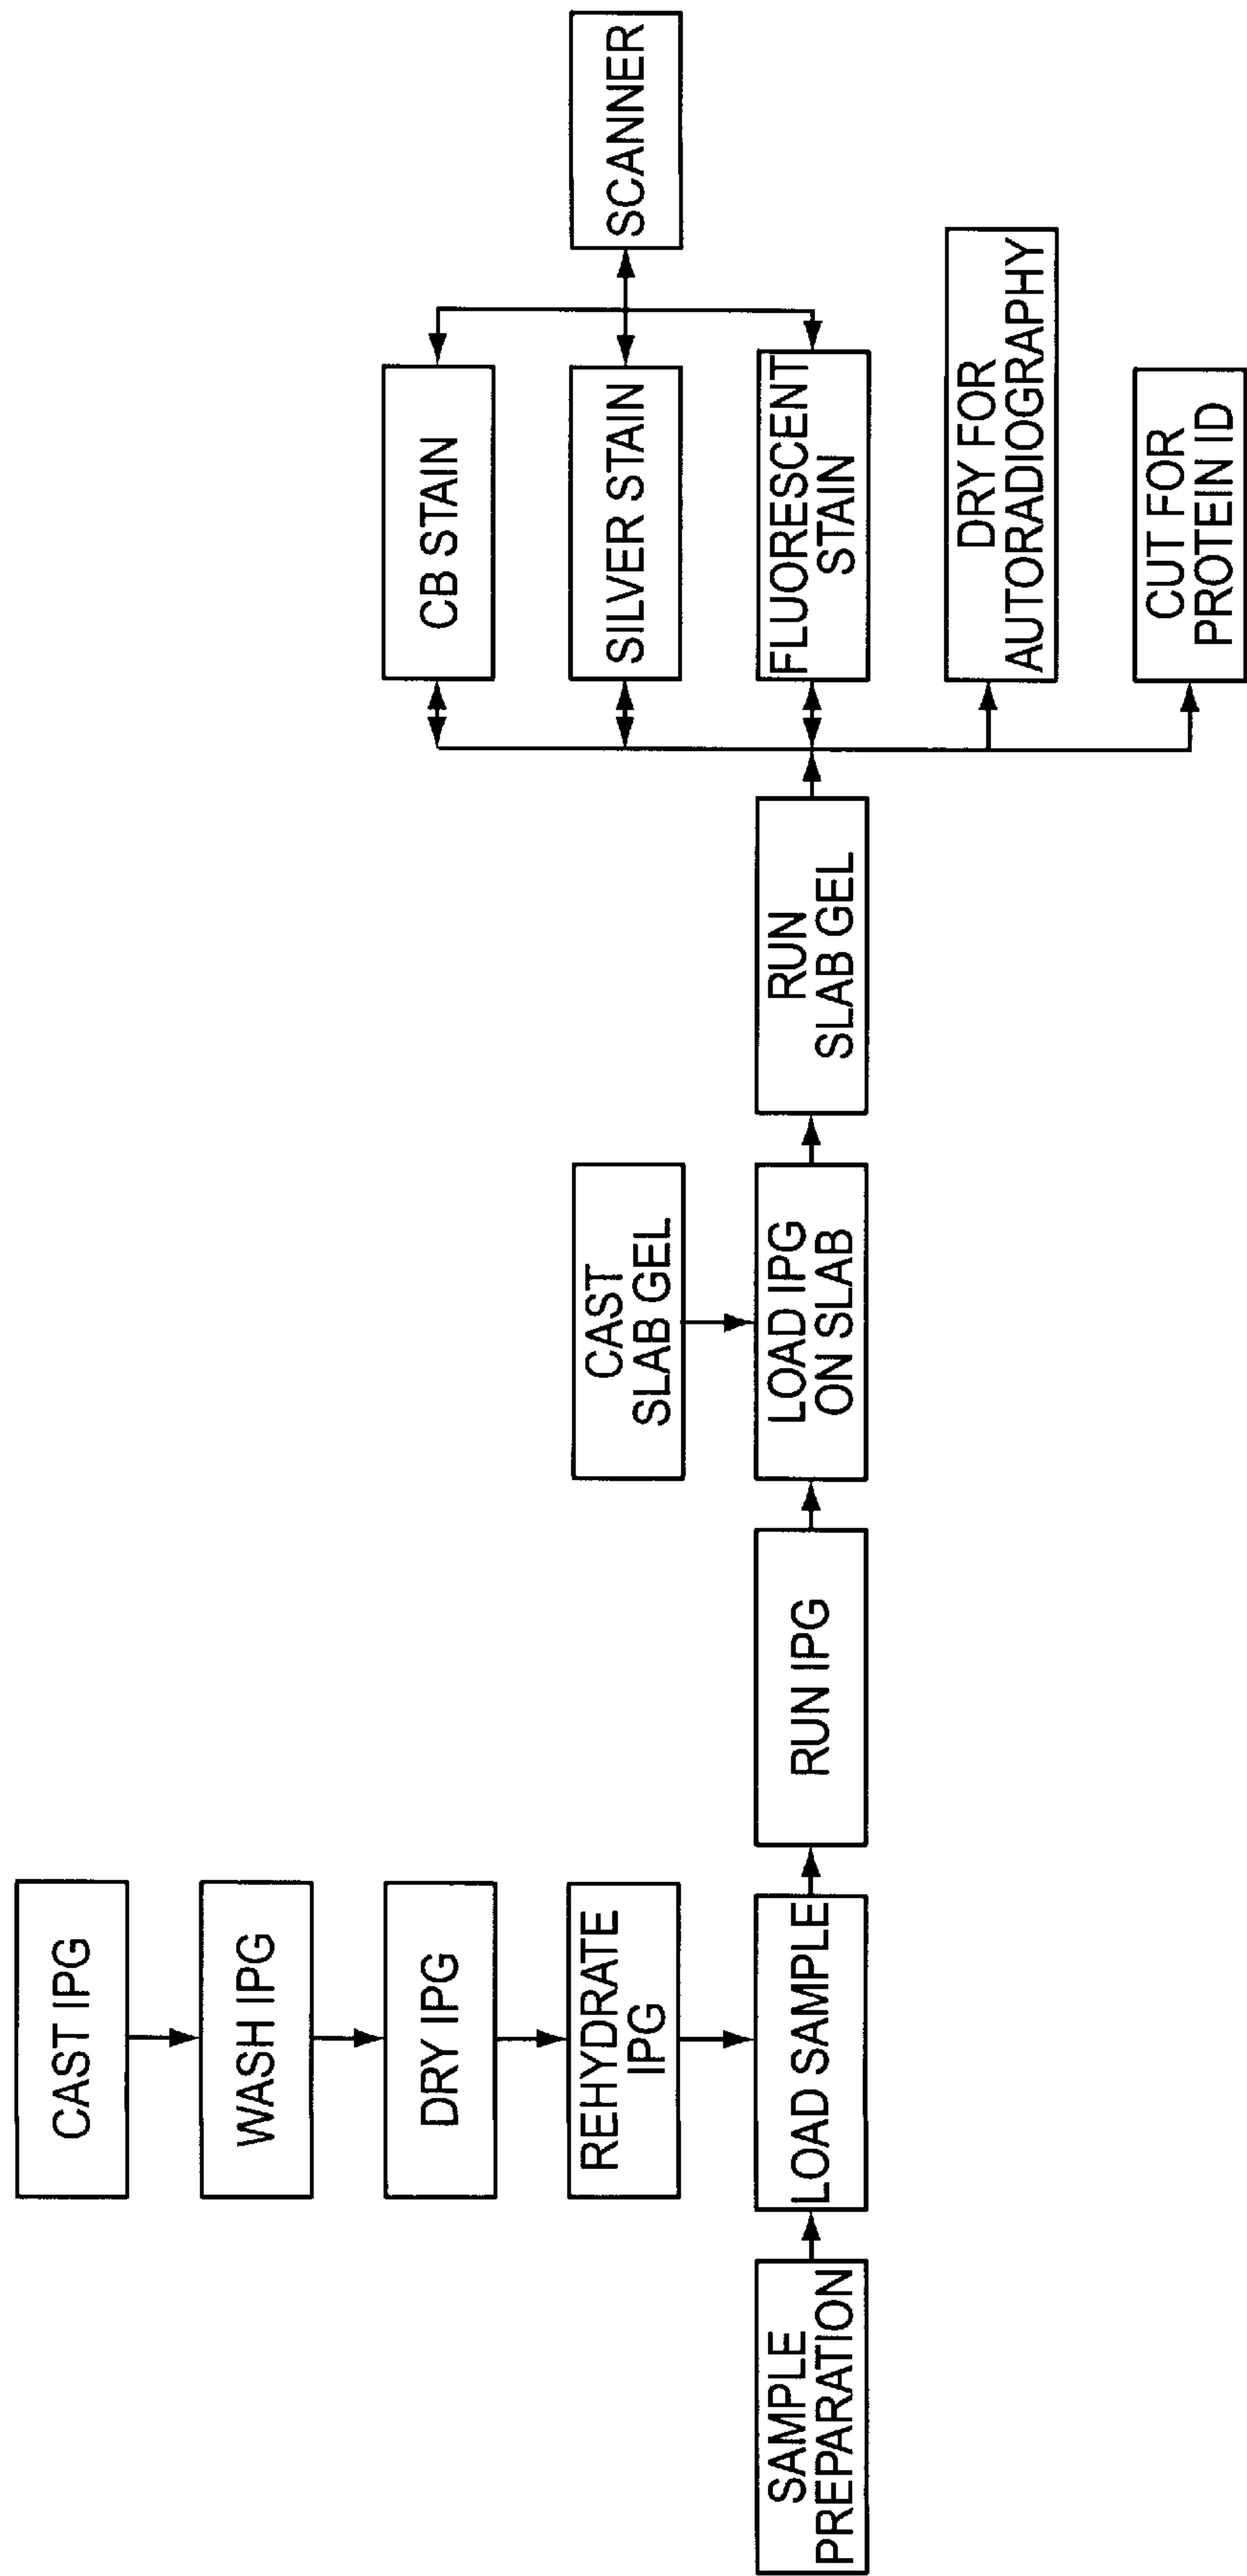 CAST IPG
WASH IPG
DRY IPG
REHYDRATE
IPG
SAMPLE
PREPARATION
LOAD SAMPLE
RUN IPG
CAST
SLAB GEL
LOAD IPG
ON SLAB
RUN
SLAB GEL
CB STAIN
SILVER STAIN
FLUORESCENT
STAIN
DRY FOR
AUTORADIOGRAPHY
CUT FOR
PROTEIN ID
SCANNER